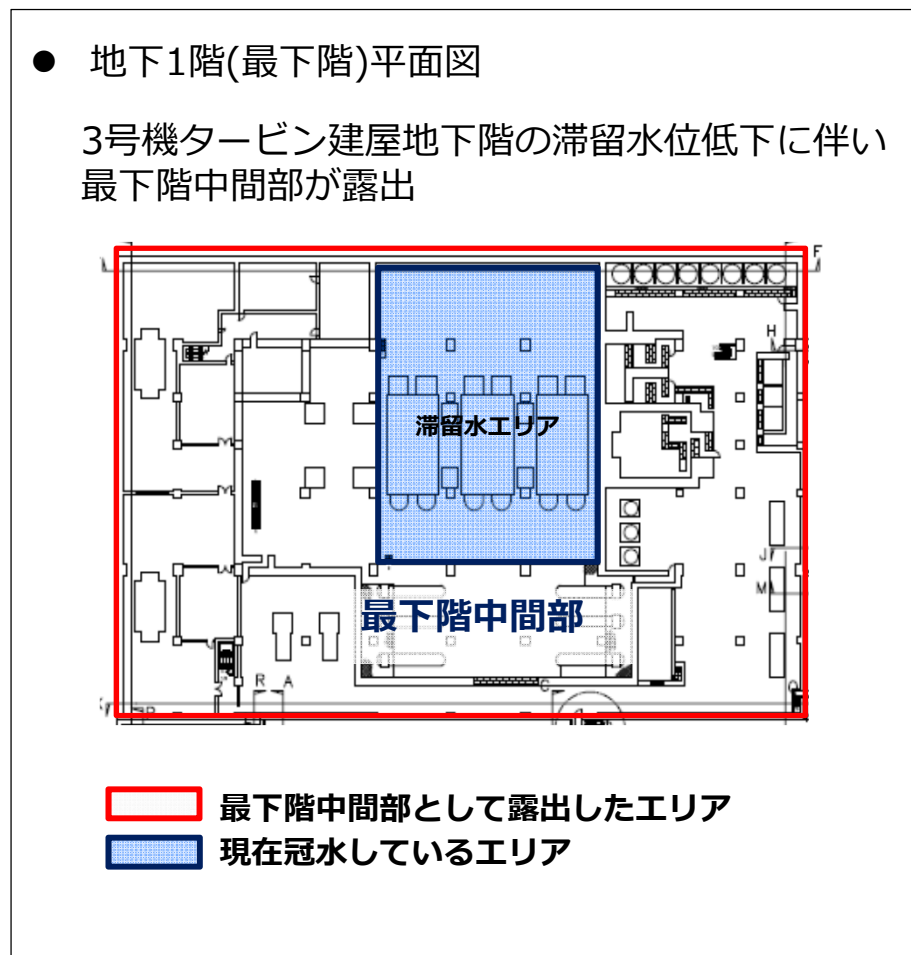 ● 地下1階(最下階)平面図
3号機タービン建屋地下階の滞留水位低下に伴い
最下階中間部が露出
F
H
滞留水エリア
J
M
最下階中間部
R A
C
Q
P
最下階中間部として露出したエリア
現在冠水しているエリア